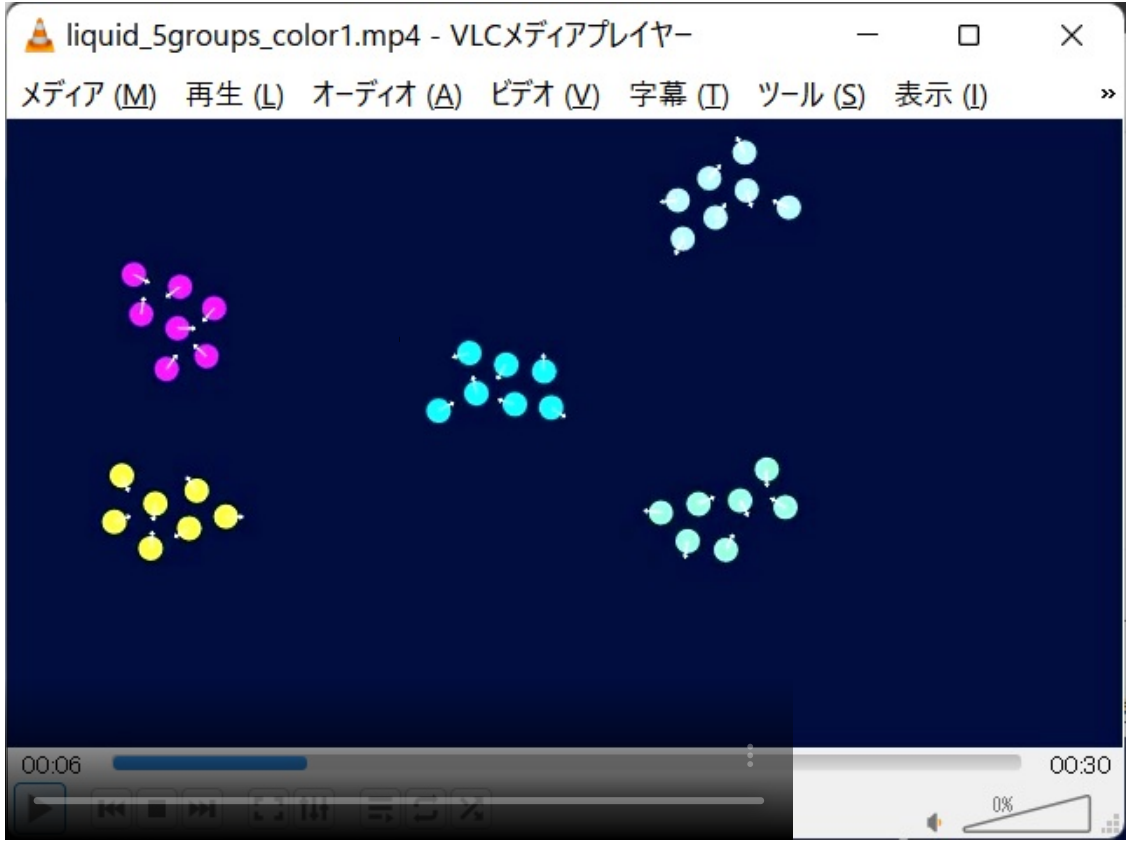 liquid_5groups_color1.mp4 - VLCメディアプレイヤー
メディア (M) 再生 (L) オーディオ (A) ビデオ (V) 字幕 (T) ツール (S) 表示 (I) »
00:06 00:30
0%